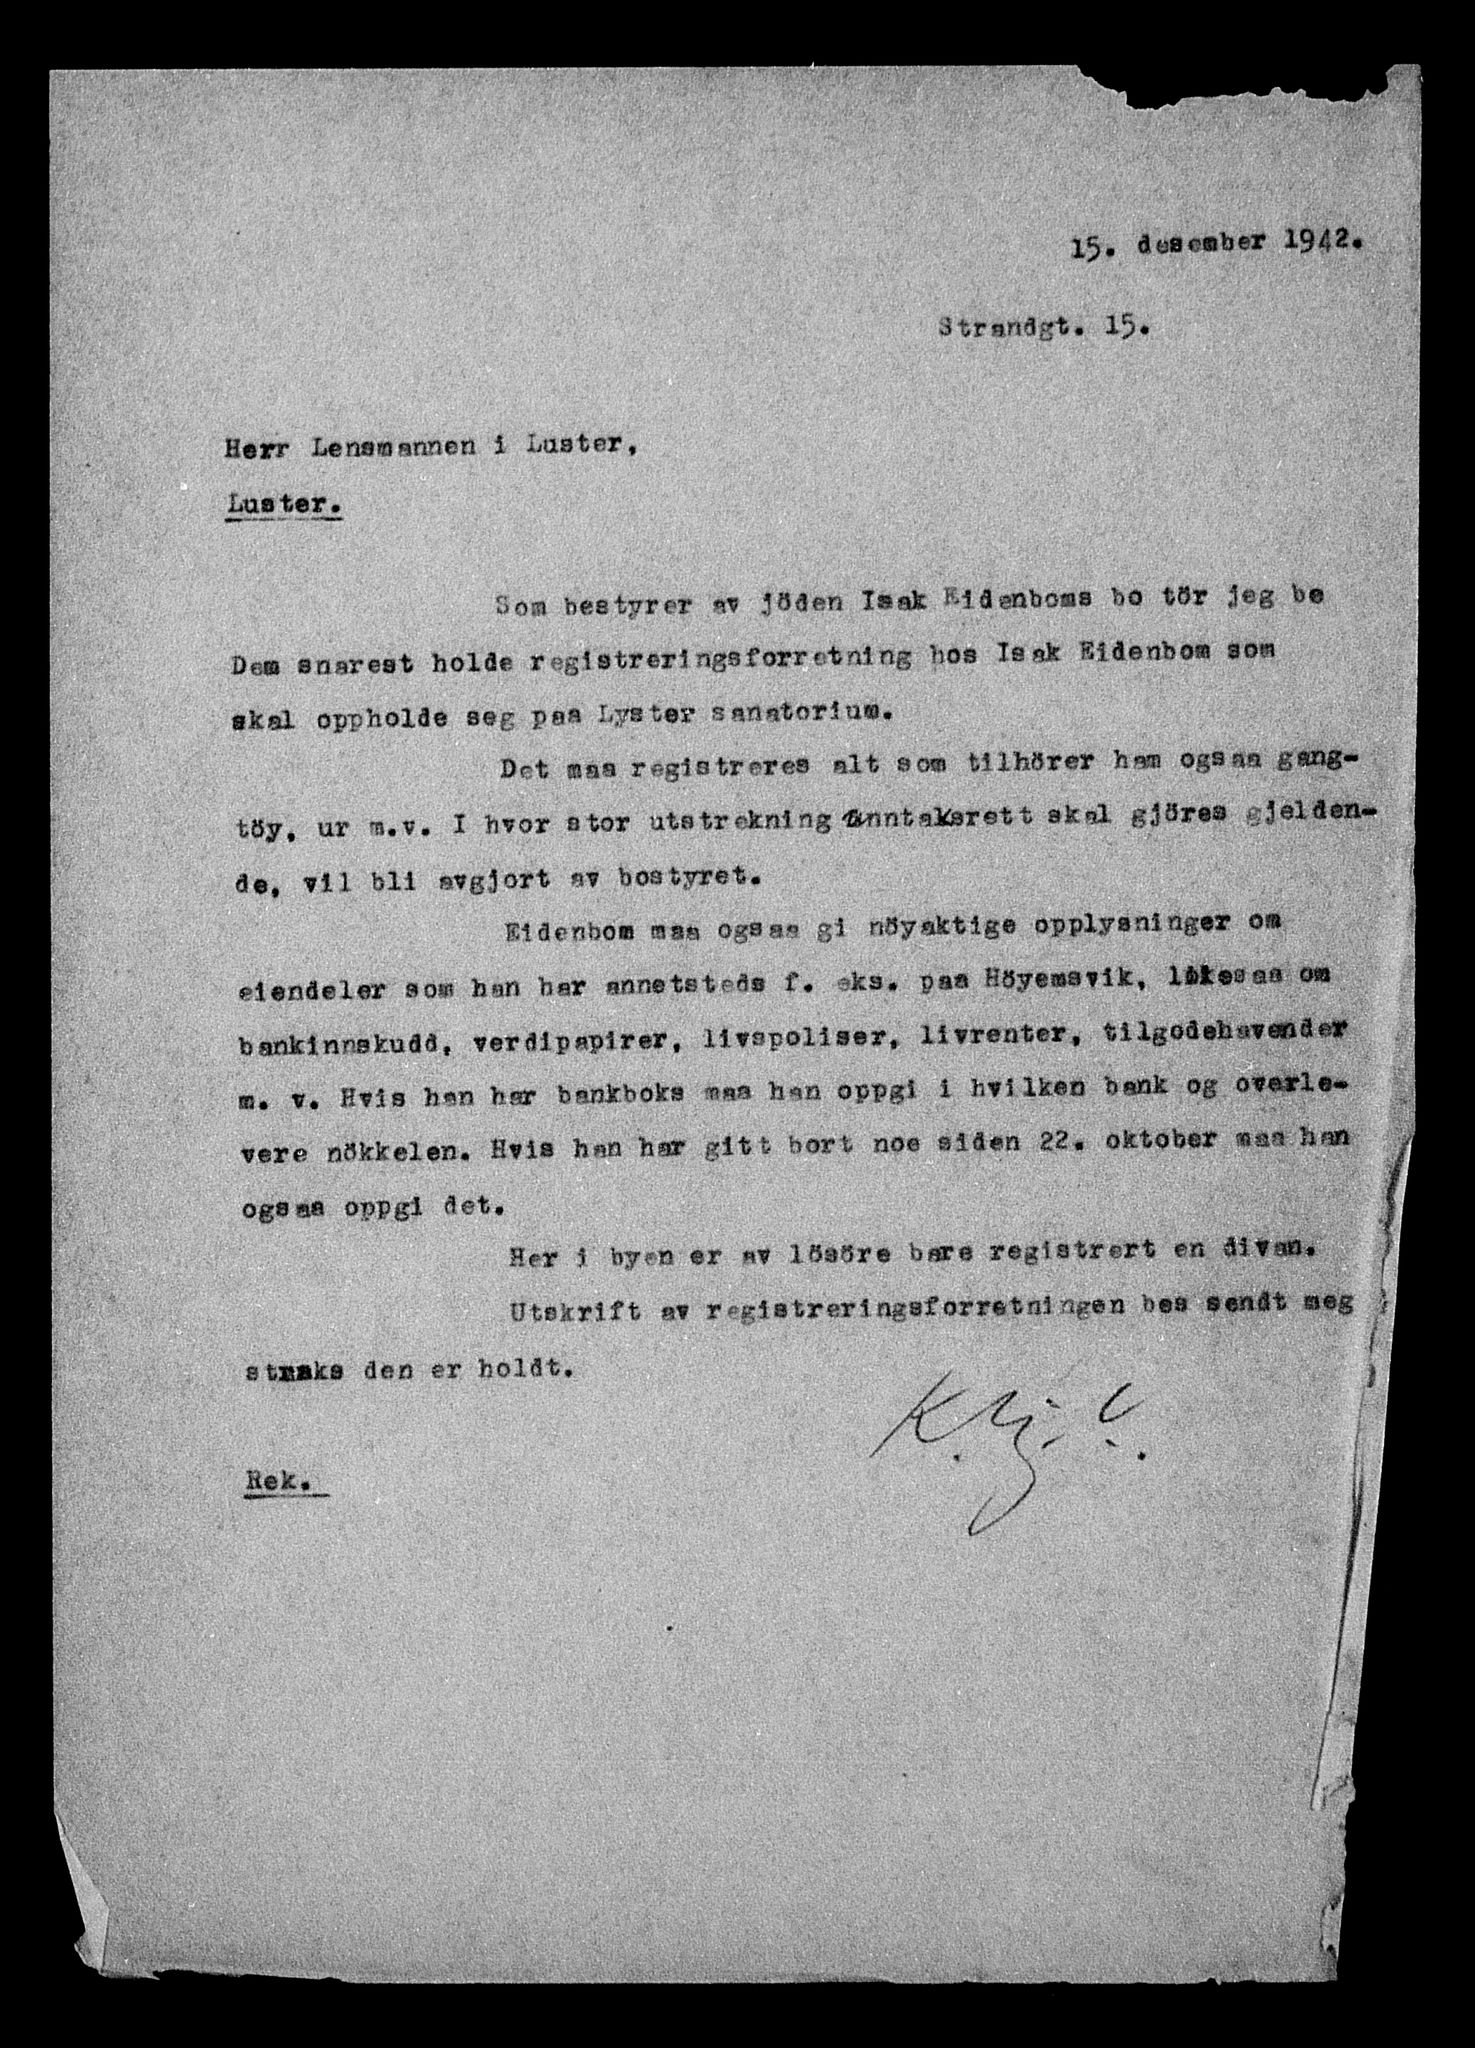 15. desember 1942.
Strandgt. 15.
Herr Lensmannen i Luster,
Luster.
Som bestyrer av jöden Isak Eidenboms bo tör jeg be
Dem snarest holde registreringsforretning hos Isak Eidenbom som
skal oppholde seg paa Lyster sanatorium.
Det maa registreres alt som tilhörer ham ogsaa gang-
töy, ur m.v. I hvor stor utstrekning unntaksrett skal gjöres gjelden-
de, vil bli avgjort av bostyret.
Eidenbom maa ogsaa gi nöyaktige opplysninger om
eiendeler som han har annetsteds f. eks. paa Höyemsvik, likesaa om
bankinnskudd, verdipapirer, livspoliser, livrenter, tilgodehavender
m. v. Hvis han har bankboks maa han oppgi i hvilken bank og overle-
vere nökkelen. Hvis han har gitt bort noe siden 22. oktober maa han
ogsaa oppgi det.
Her i byen er av lösöre bare registrert en divan.
Utskrift av registreringsforretningen bes sendt meg
straks den er holdt.
Rek.